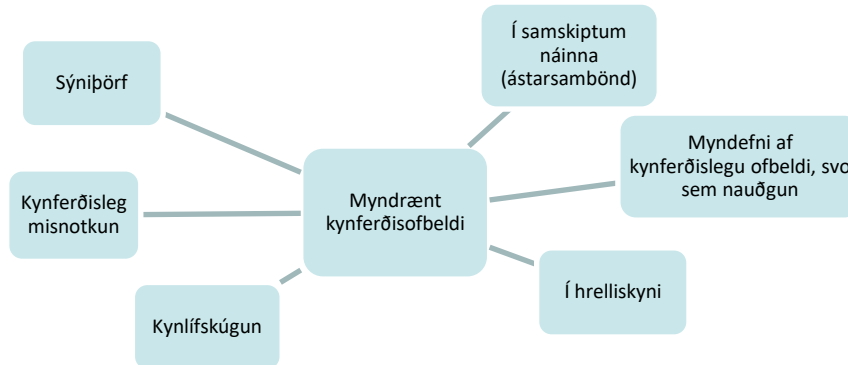 Í samskiptum
náinna
(ástarsambönd)
Sýniþörf
Myndefni af
kynferðislegu ofbeldi, svo
sem nauðgun
Myndrænt
kynferðisofbeldi
Kynferðisleg
misnotkun
Í hrelliskyni
Kynlífskúgun